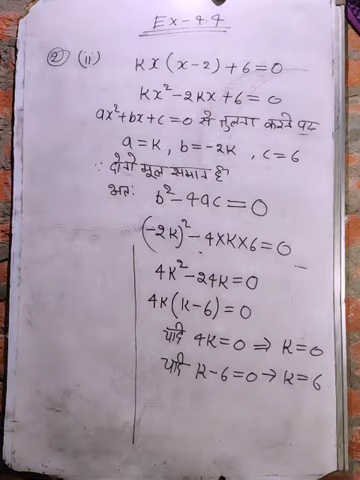 Ex-4.4
② (ii) kx(x-2)+6=0
kx²-2kx+6=0
ax²+bx+c=0 से तुलना करने पर
a=k, b=-2k, c=6
∵ दोनों मूल समान हैं
अतः b²-4ac=0
(-2k)²-4×k×6=0
4k²-24k=0
4k(k-6)=0
यदि 4k=0 ⇒ k=0
यदि k-6=0 → k=6